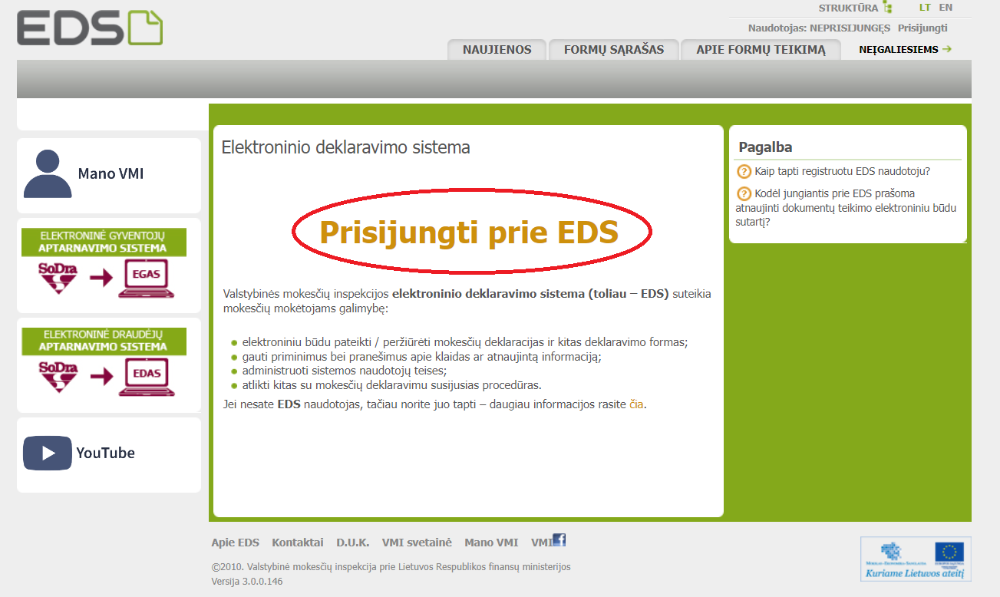 EDS
STRUKTŪRA
LT EN
Naudotojas: NEPRISIJUNGĘS Prisijungti
NAUJIENOS
FORMŲ SĄRAŠAS
APIE FORMŲ TEIKIMĄ
NEĮGALIESIEMS
Mano VMI
ELEKTRONINĖ GYVENTOJŲ
APTARNAVIMO SISTEMA
SoDra
EGAS
ELEKTRONINĖ DRAUDĖJŲ
APTARNAVIMO SISTEMA
SoDra
EDAS
YouTube
Elektroninio deklaravimo sistema
Prisijungti prie EDS
Valstybinės mokesčių inspekcijos elektroninio deklaravimo sistema (toliau – EDS) suteikia
mokesčių mokėtojams galimybę:
elektroniniu būdu pateikti / peržiūrėti mokesčių deklaracijas ir kitas deklaravimo formas;
gauti priminimus bei pranešimus apie klaidas ar atnaujintą informaciją;
administruoti sistemos naudotojų teises;
atlikti kitas su mokesčių deklaravimu susijusias procedūras.
Jei nesate EDS naudotojas, tačiau norite juo tapti – daugiau informacijos rasite čia.
Pagalba
Kaip tapti registruotu EDS naudotoju?
Kodėl jungiantis prie EDS prašoma
atnaujinti dokumentų teikimo elektroniniu būdu
sutartį?
Apie EDS Kontaktai D.U.K. VMI svetainė Mano VMI VMI
©2010. Valstybinė mokesčių inspekcija prie Lietuvos Respublikos finansų ministerijos
Versija 3.0.0.146
Kuriame Lietuvos ateitį